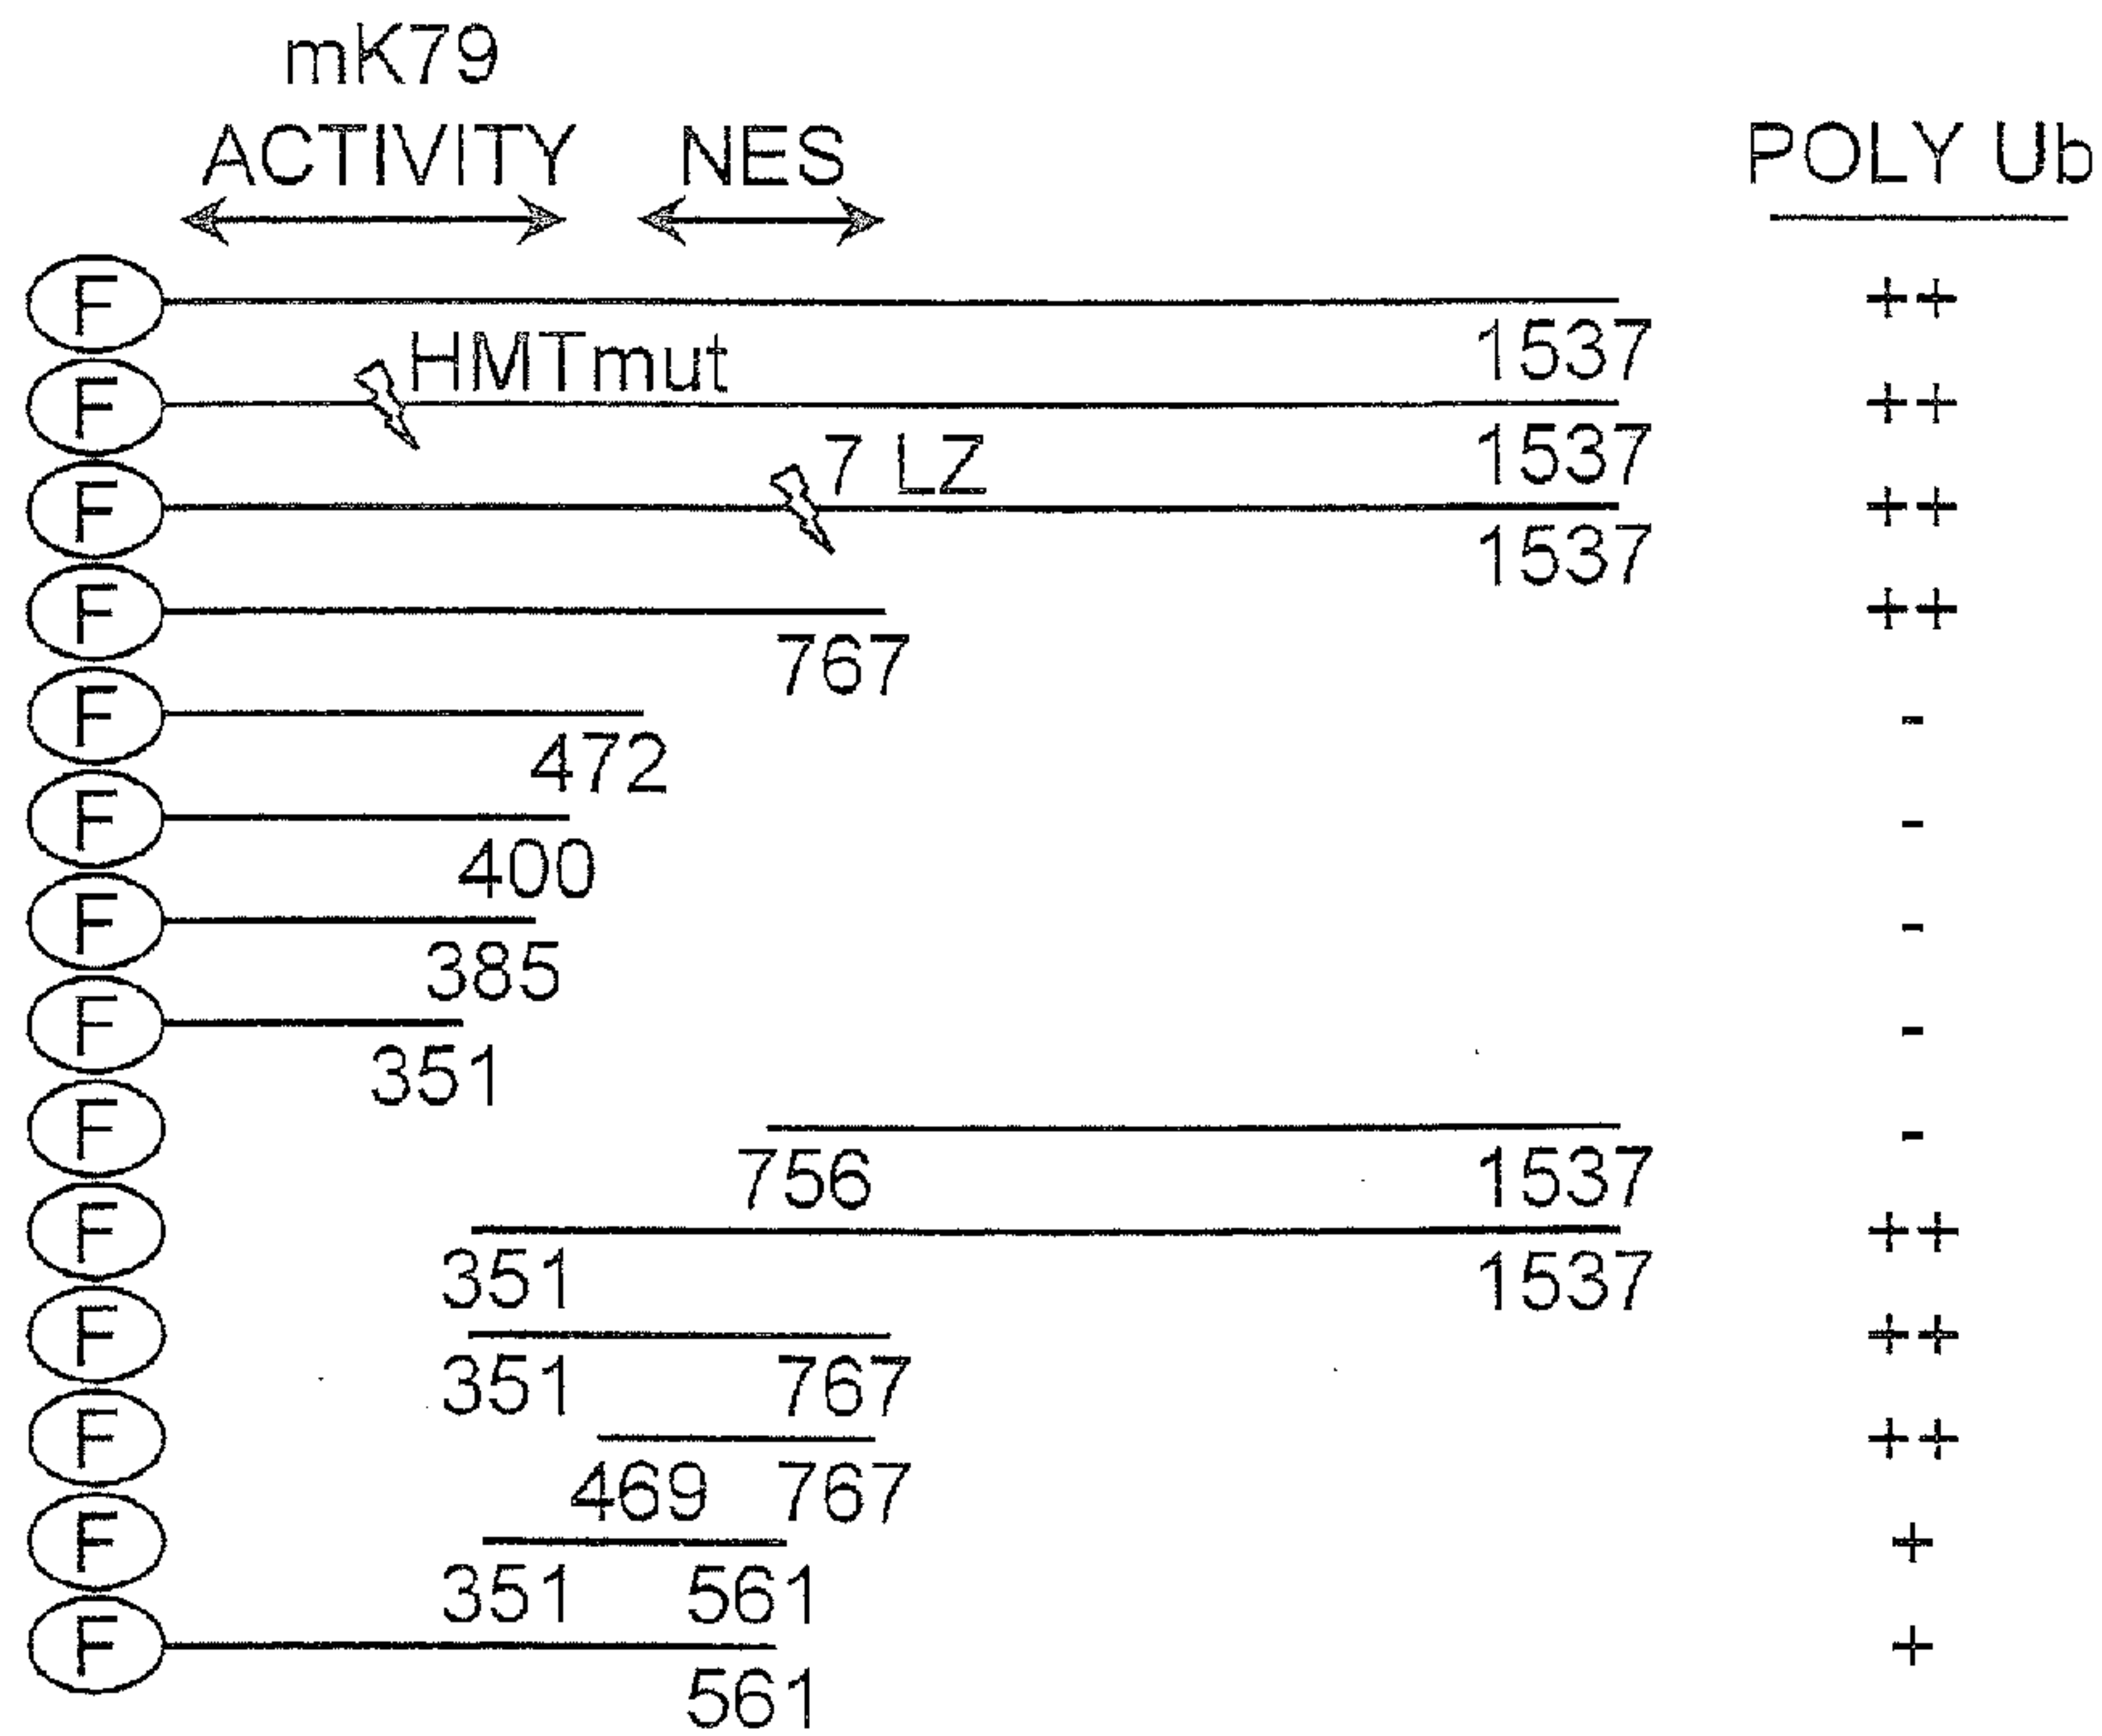 mK79
ACTIVITY NES POLY Ub
F ++
1537
F HMTmut ++
1537
F 7 LZ ++
1537
F ++
767
F -
472
F -
400
F -
385
F -
351
F -
756 1537
F ++
351 1537
F ++
351 767
F ++
469 767
F +
351 561
F +
561